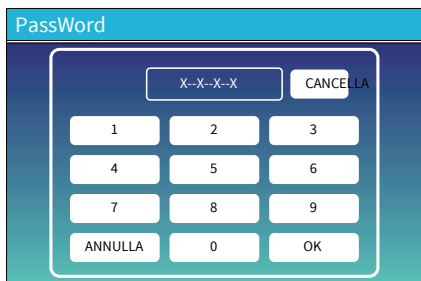 PassWord
X--X--X--X CANCELLA
1 2 3
4 5 6
7 8 9
ANNULLA 0 OK